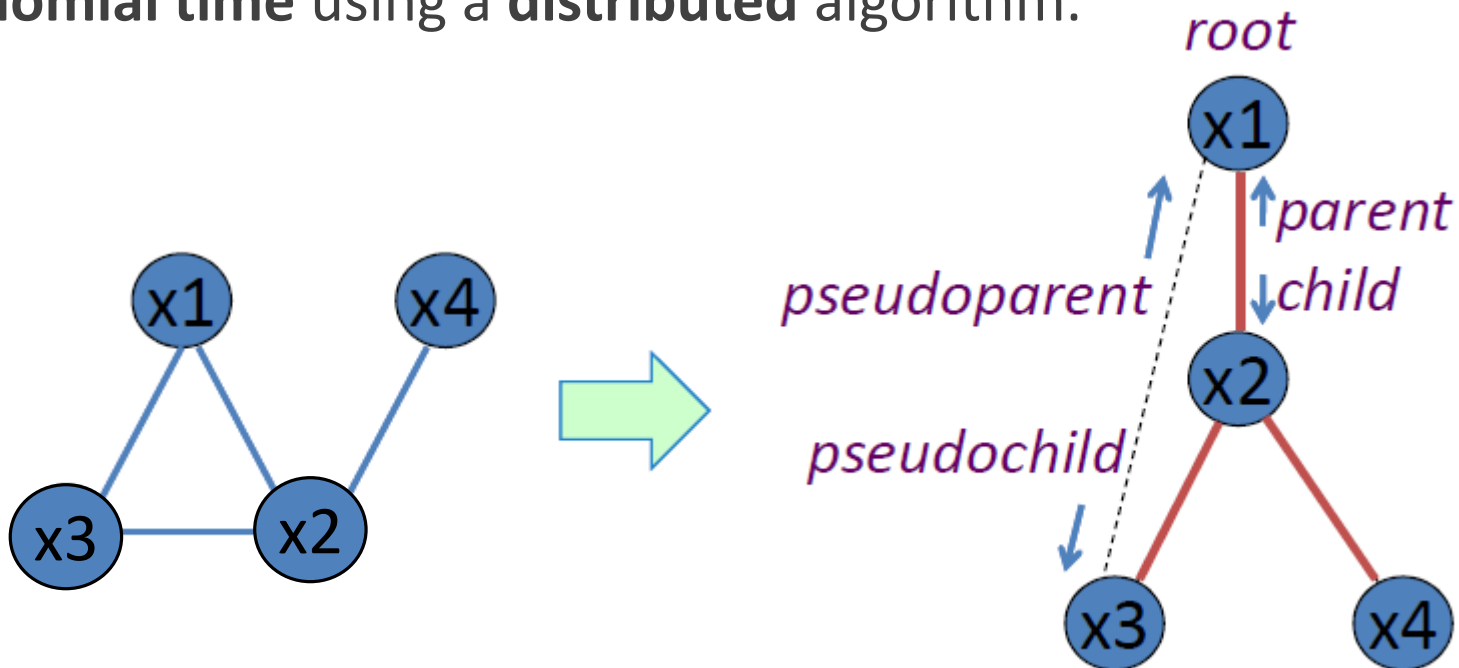 nomial time using a distributed algorithm.
root
x1
parent
child
pseudoparent
x1
x4
x2
pseudochild
x3
x2
x3
x4